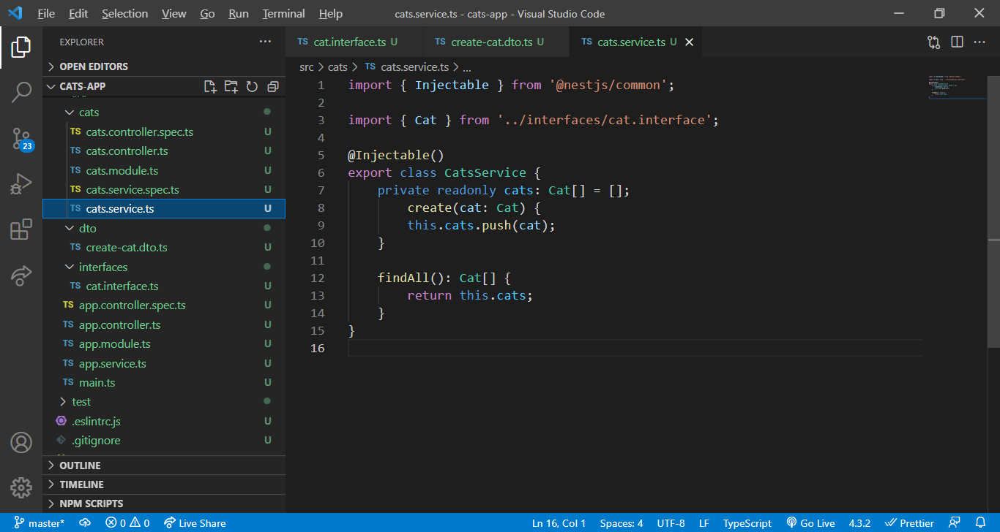 File Edit Selection View Go Run Terminal Help cats.service.ts - cats-app - Visual Studio Code
EXPLORER
OPEN EDITORS
CATS-APP
src
cats
TS cats.controller.spec.ts U
TS cats.controller.ts U
TS cats.module.ts U
TS cats.service.spec.ts U
TS cats.service.ts U
dto
TS create-cat.dto.ts U
interfaces
TS cat.interface.ts U
TS app.controller.spec.ts U
TS app.controller.ts U
TS app.module.ts U
TS app.service.ts U
TS main.ts U
test
.eslintrc.js U
.gitignore U
OUTLINE
TIMELINE
NPM SCRIPTS
23
TS cat.interface.ts U TS create-cat.dto.ts U TS cats.service.ts U
src > cats > TS cats.service.ts > ...
1 import { Injectable } from '@nestjs/common';
2
3 import { Cat } from '../interfaces/cat.interface';
4
5 @Injectable()
6 export class CatsService {
7 private readonly cats: Cat[] = [];
8 create(cat: Cat) {
9 this.cats.push(cat);
10 }
11
12 findAll(): Cat[] {
13 return this.cats;
14 }
15 }
16
master* 0 0 Live Share Ln 16, Col 1 Spaces: 4 UTF-8 LF TypeScript Go Live 4.3.2 Prettier